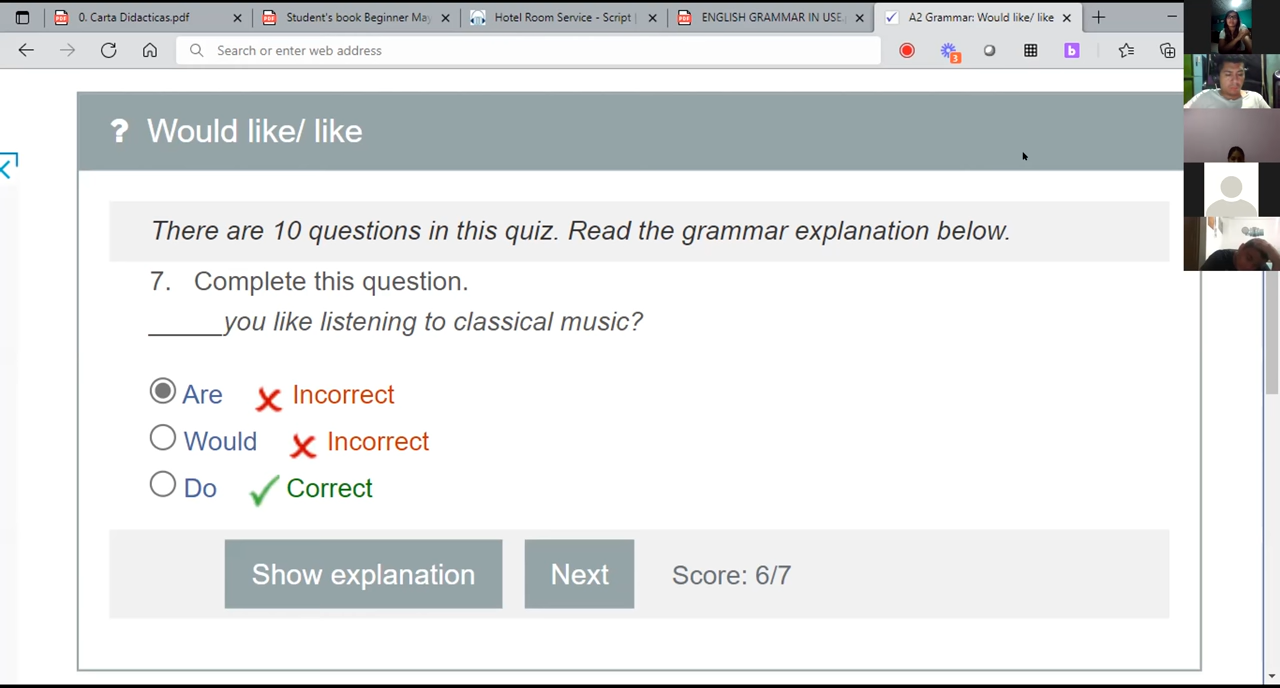 0. Carta Didacticas.pdf
Student's book Beginner May
Hotel Room Service - Script
ENGLISH GRAMMAR IN USE.
A2 Grammar: Would like/ like
Search or enter web address
3
b
? Would like/ like
There are 10 questions in this quiz. Read the grammar explanation below.
7. Complete this question.
_____you like listening to classical music?
Are Incorrect
Would Incorrect
Do Correct
Show explanation Next Score: 6/7